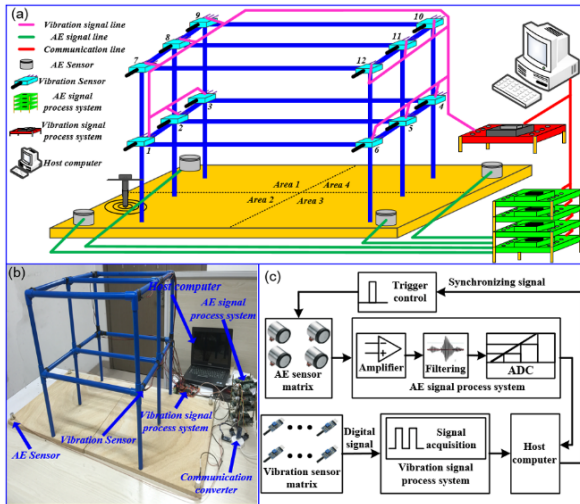 (a)
Vibration signal line
AE signal line
Communication line
AE Sensor
Vibration Sensor
AE signal
process system
Vibration signal
process system
Host computer
9
10
8
11
7
12
3
4
2
5
1
6
Area 1
Area 4
Area 2
Area 3
(b)
Host computer
AE signal
process system
Vibration signal
process system
Vibration Sensor
AE Sensor
Communication
converter
(c)
Trigger
control
Synchronizing signal
AE sensor
matrix
Amplifier
Filtering
ADC
AE signal process system
Digital
signal
Vibration sensor
matrix
Signal
acquisition
Vibration signal
process system
Host
computer